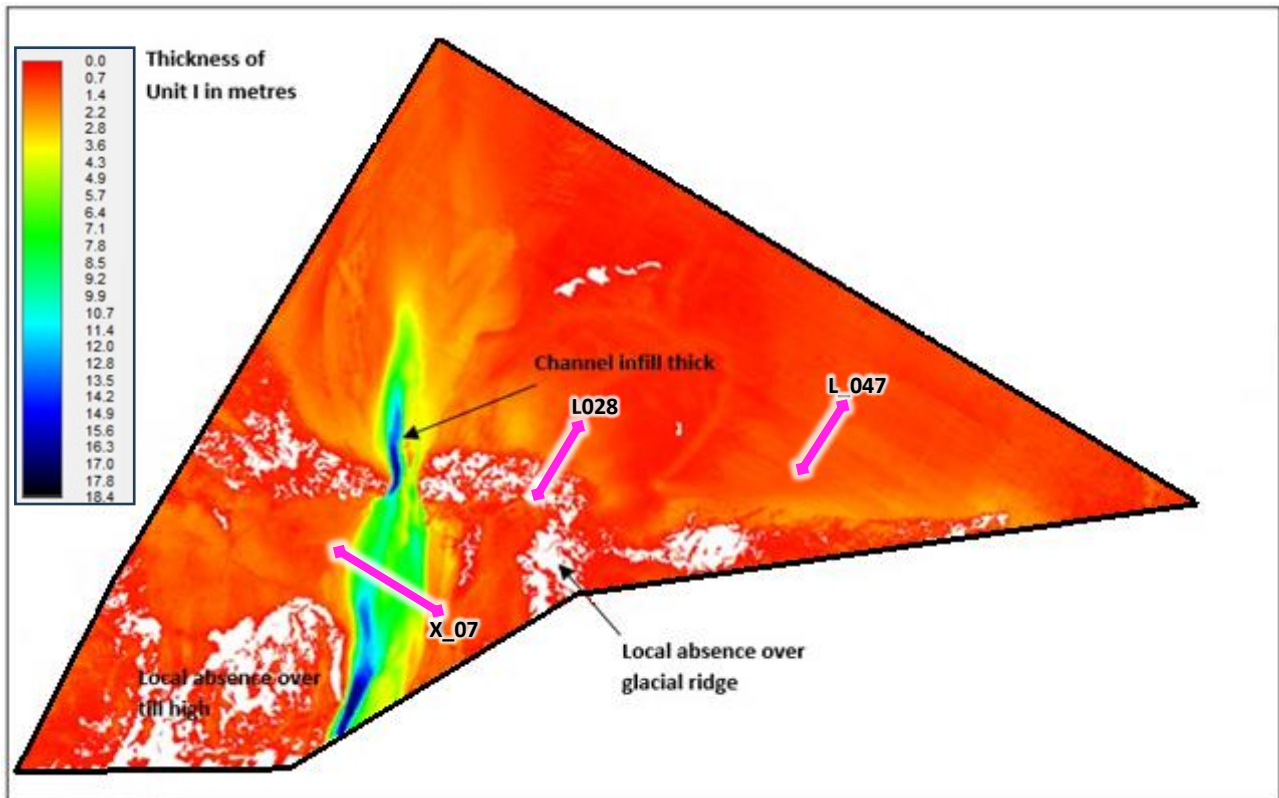 Thickness of
Unit I in metres
0.0
0.7
1.4
2.2
2.8
3.6
4.3
4.9
5.7
6.4
7.1
7.8
8.5
9.2
9.9
10.7
11.4
12.0
12.8
13.5
14.2
14.9
15.6
16.3
17.0
17.8
18.4
Channel infill thick
L_047
L028
X_07
Local absence over
glacial ridge
Local absence over
till high